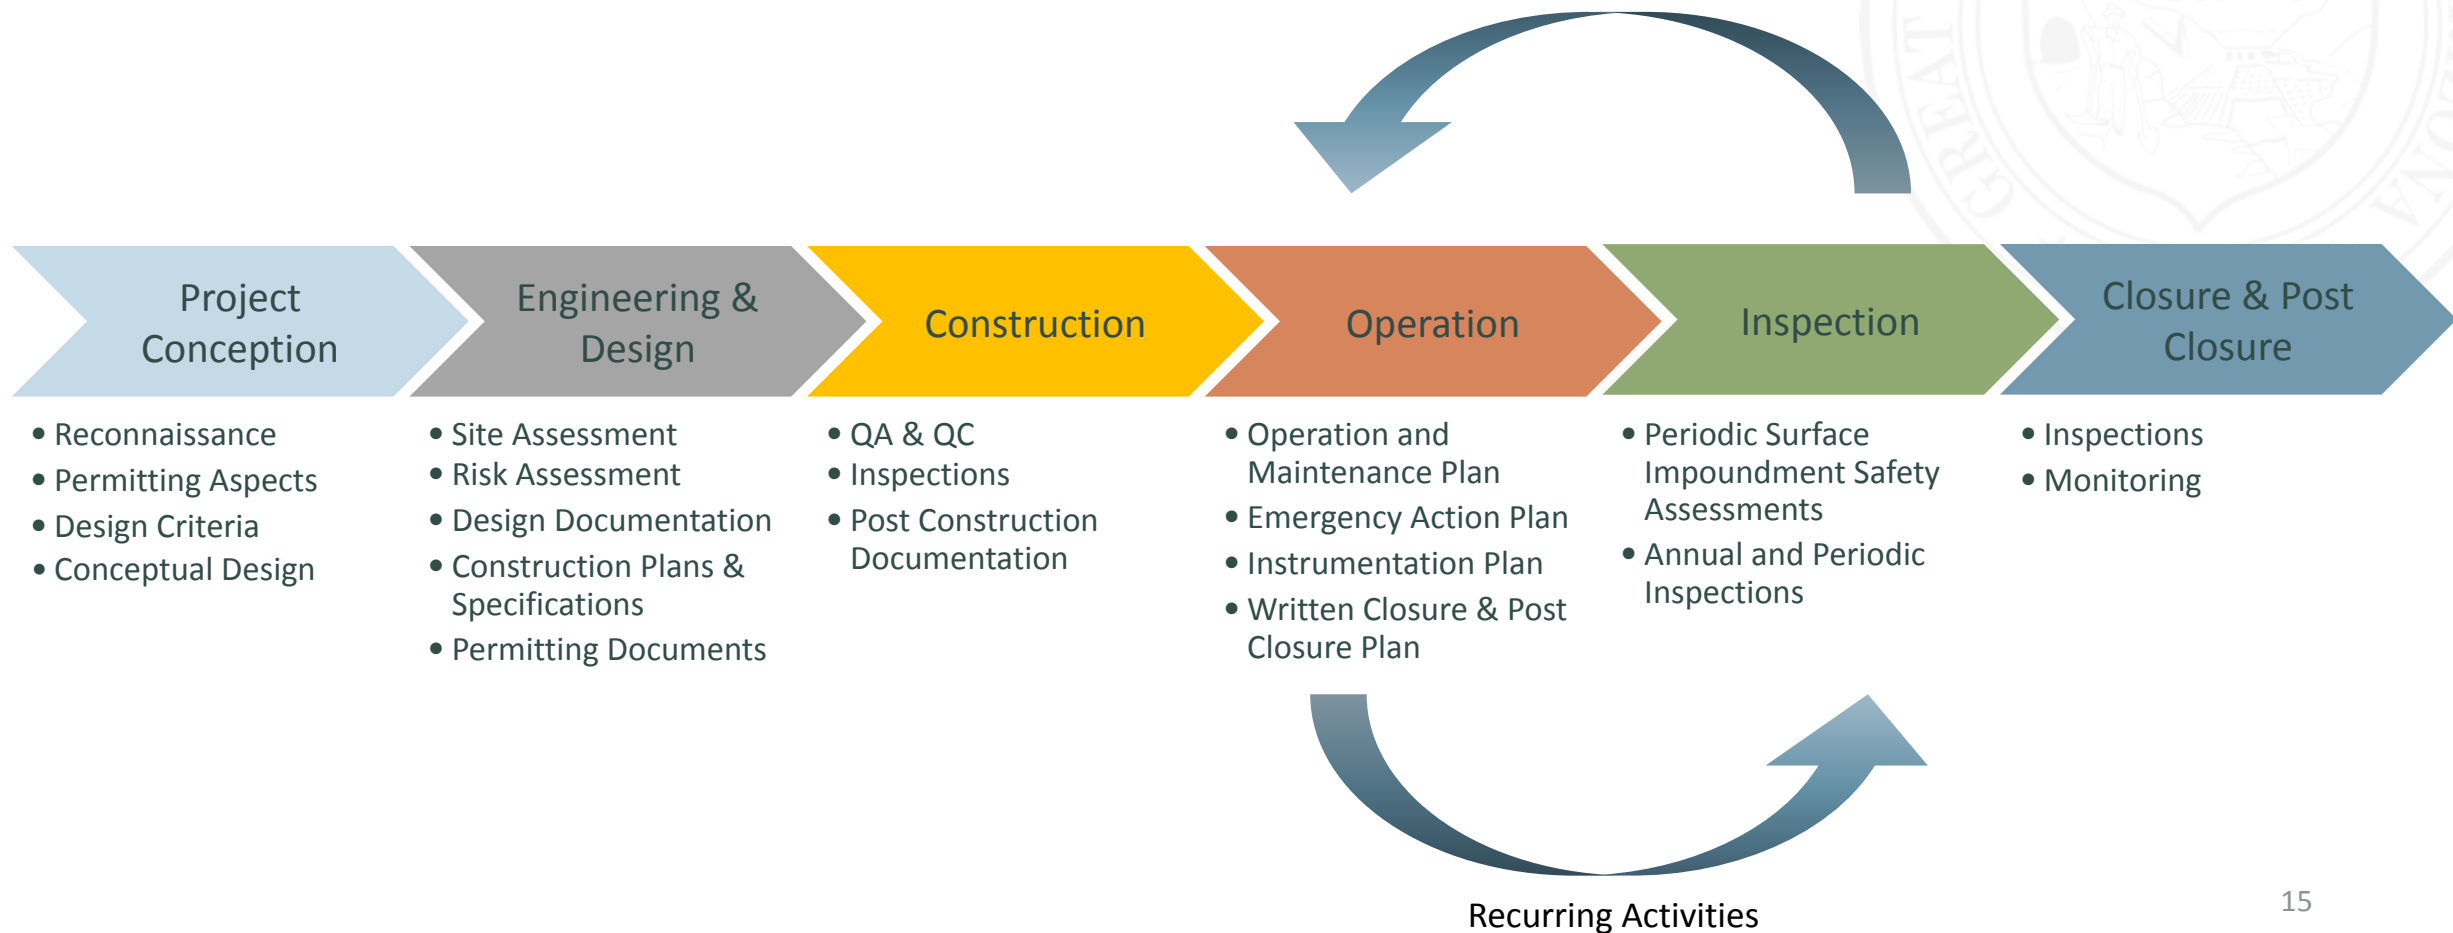 GREAT
ZONA
Project
Conception
Engineering &
Design
Construction
Operation
Inspection
Closure & Post
Closure
• Reconnaissance
• Permitting Aspects
• Design Criteria
• Conceptual Design
• Site Assessment
• Risk Assessment
• Design Documentation
• Construction Plans &
Specifications
• Permitting Documents
• QA & QC
• Inspections
• Post Construction
Documentation
• Operation and
Maintenance Plan
• Emergency Action Plan
• Instrumentation Plan
• Written Closure & Post
Closure Plan
• Periodic Surface
Impoundment Safety
Assessments
• Annual and Periodic
Inspections
• Inspections
• Monitoring
Recurring Activities
15